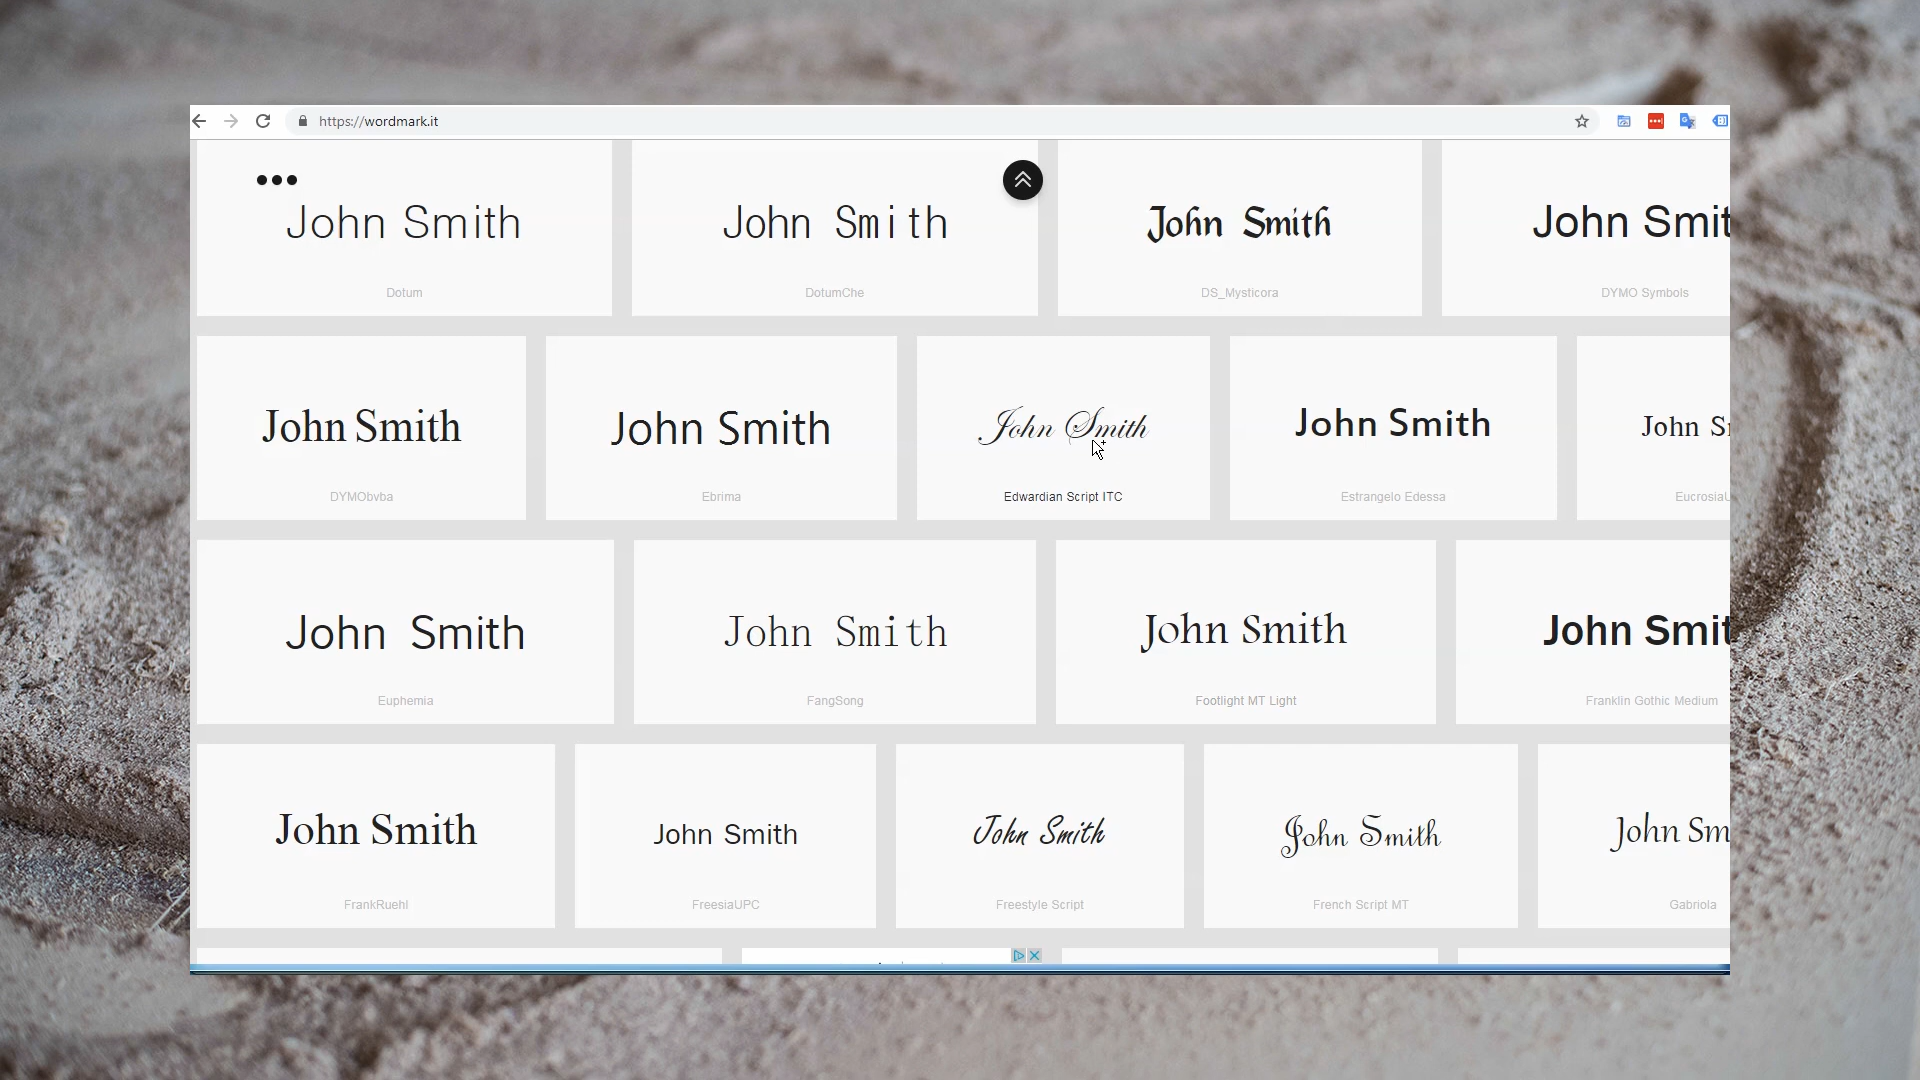 https://wordmark.it
John Smith
Dotum
John Smith
DotumChe
John Smith
DS_Mysticora
John Smit
DYMO Symbols
John Smith
DYMObvba
John Smith
Ebrima
John Smith
Edwardian Script ITC
John Smith
Estrangelo Edessa
John S
Eucrosia
John Smith
Euphemia
John Smith
FangSong
John Smith
Footlight MT Light
John Smit
Franklin Gothic Medium
John Smith
FrankRuehl
John Smith
FreesiaUPC
John Smith
Freestyle Script
John Smith
French Script MT
John Sm
Gabriola